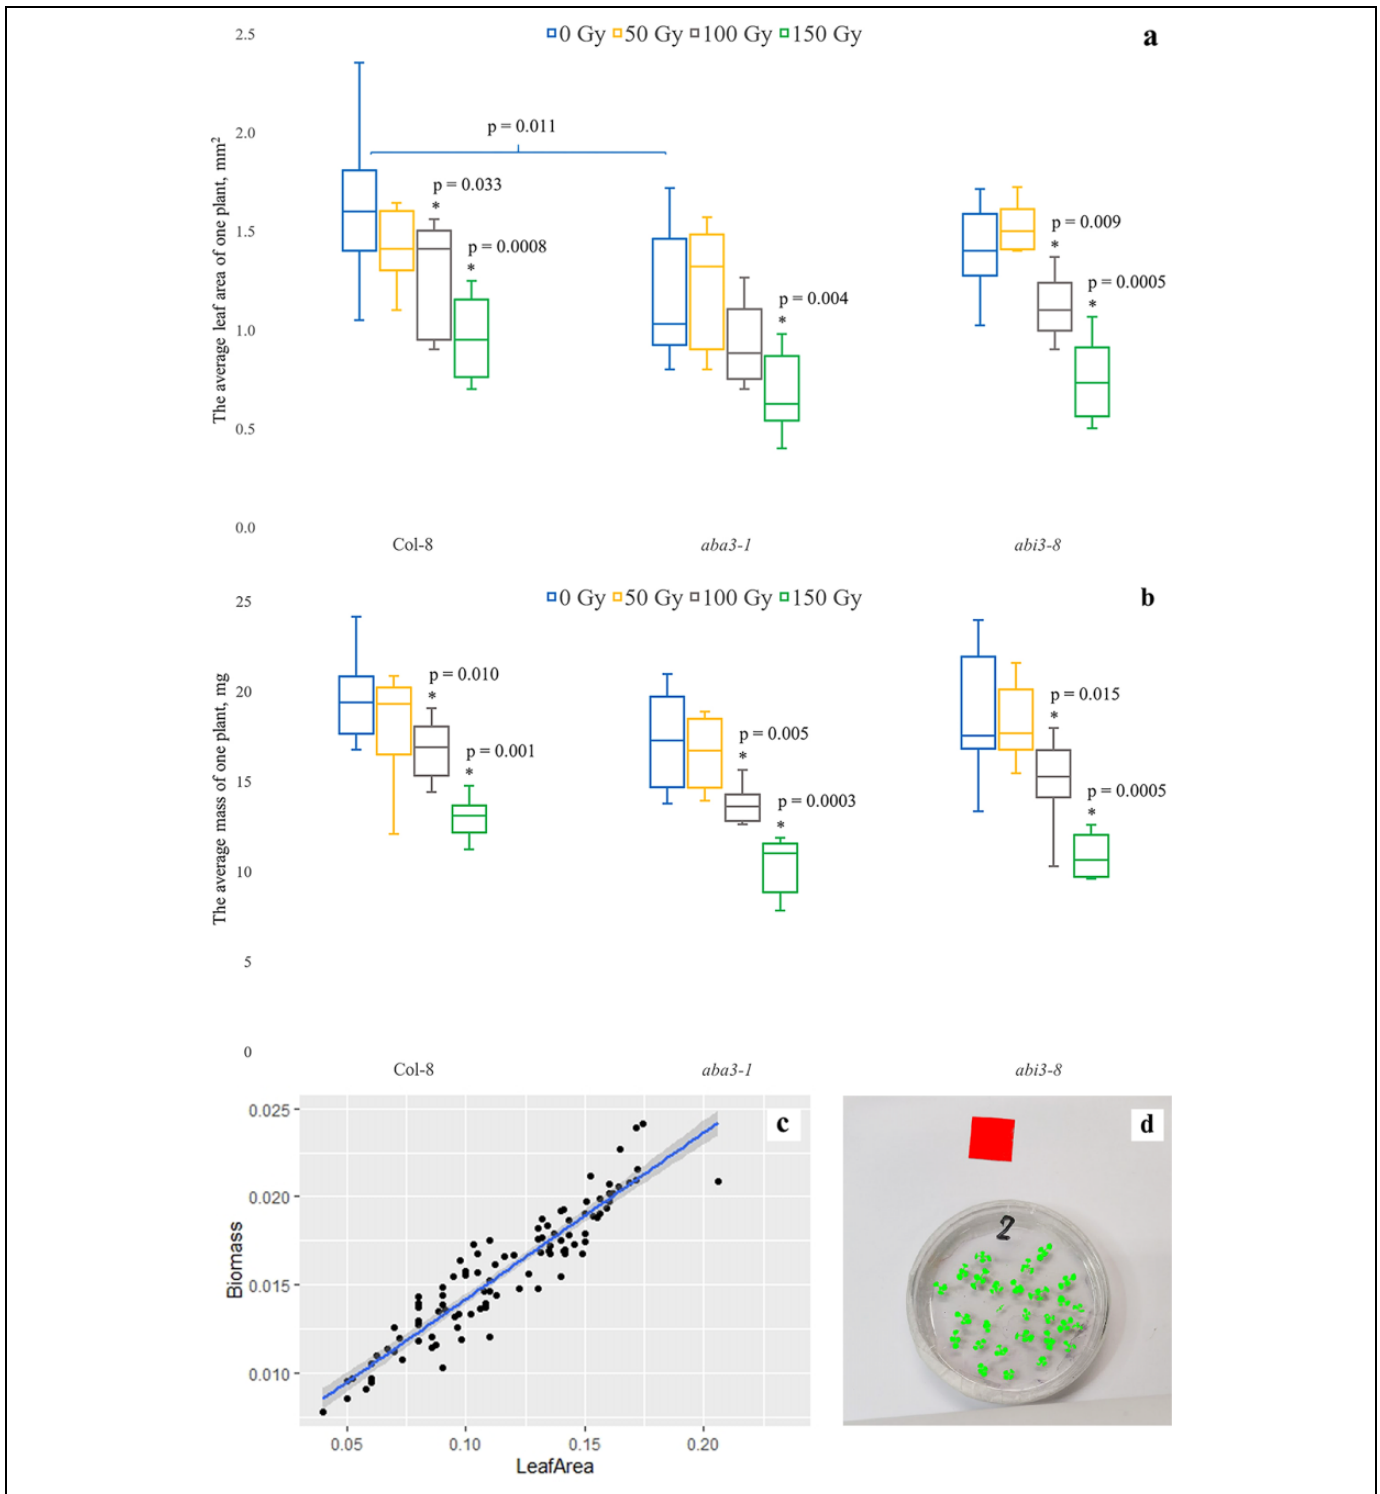 2.5
0 Gy 50 Gy 100 Gy 150 Gy
a
2.0
p = 0.011
The average leaf area of one plant, mm²
p = 0.033
1.5
p = 0.009
p = 0.0008
p = 0.0005
p = 0.004
1.0
0.5
0.0
Col-8
aba3-1
abi3-8
25
0 Gy 50 Gy 100 Gy 150 Gy
b
The average mass of one plant, mg
p = 0.010
20
p = 0.015
p = 0.005
p = 0.001
15
p = 0.0005
p = 0.0003
10
5
0
Col-8
aba3-1
abi3-8
0.025
c
0.020
Biomass
0.015
0.010
0.05 0.10 0.15 0.20
LeafArea
d
2